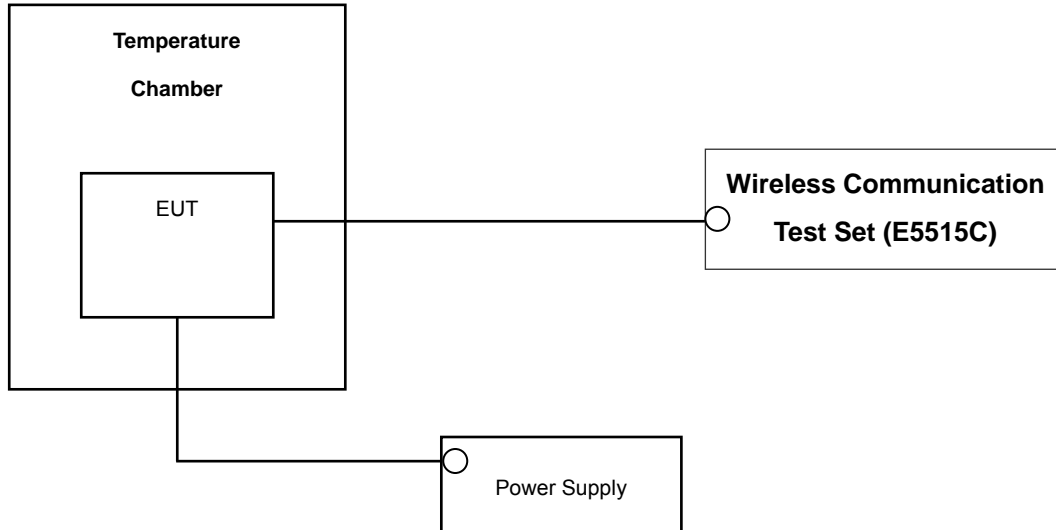 Temperature
Chamber
EUT
Wireless Communication
Test Set (E5515C)
Power Supply